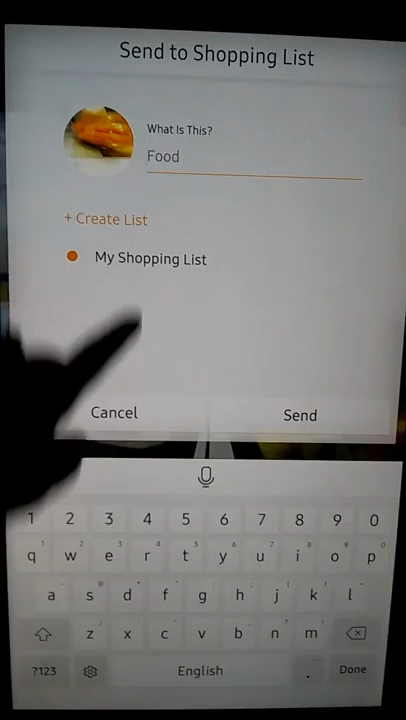 Send to Shopping List
What Is This?
Food
+ Create List
My Shopping List
Cancel
Send
1 2 3 4 5 6 7 8 9 0
q w e r t y u i o p
a s d f g h j k l
z x c v b n m
?123
English
.
Done